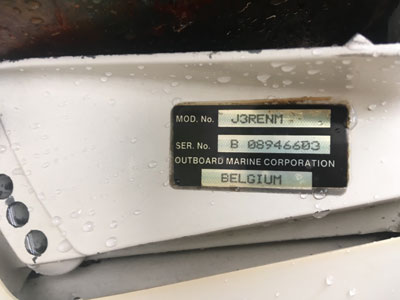 MOD. No. J3RENM
SER. No. B 08946603
OUTBOARD MARINE CORPORATION
BELGIUM